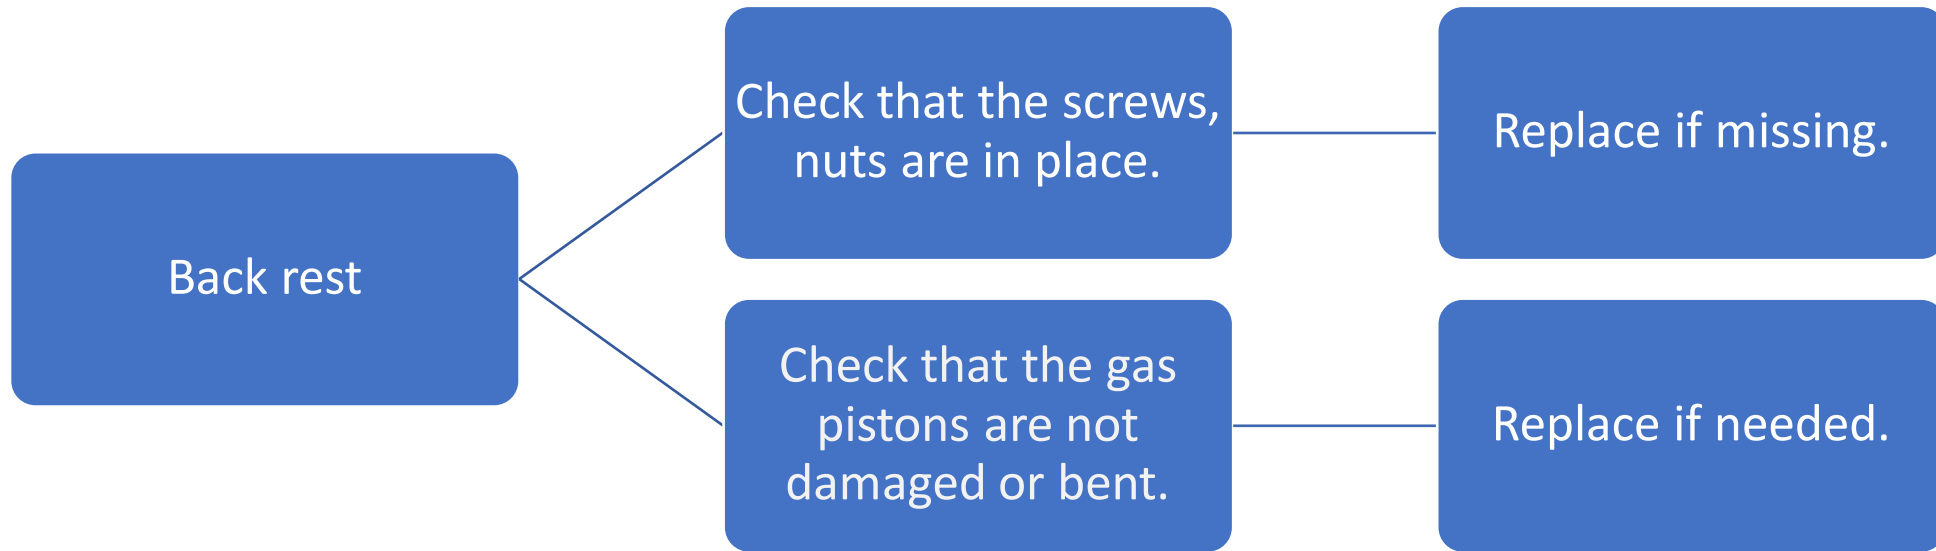 Back rest
Check that the screws,
nuts are in place.
Replace if missing.
Check that the gas
pistons are not
damaged or bent.
Replace if needed.